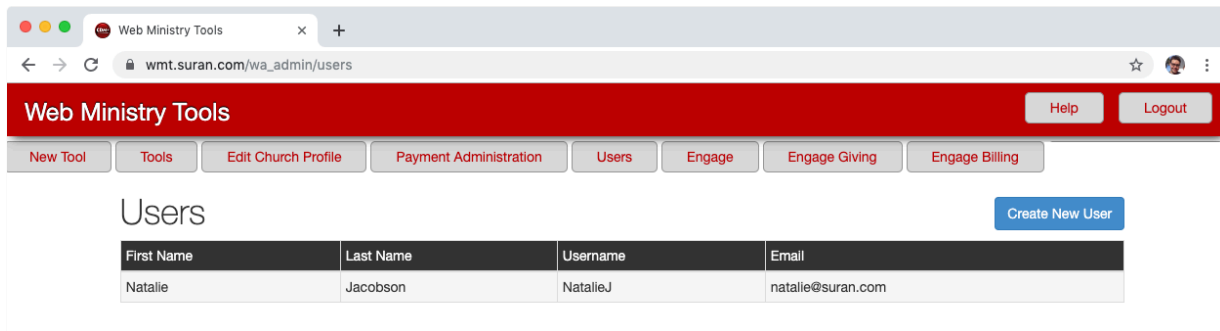 Web Ministry Tools
wmt.suran.com/wa_admin/users
Web Ministry Tools Help Logout
New Tool Tools Edit Church Profile Payment Administration Users Engage Engage Giving Engage Billing
Users Create New User
First Name Last Name Username Email
Natalie Jacobson NatalieJ natalie@suran.com